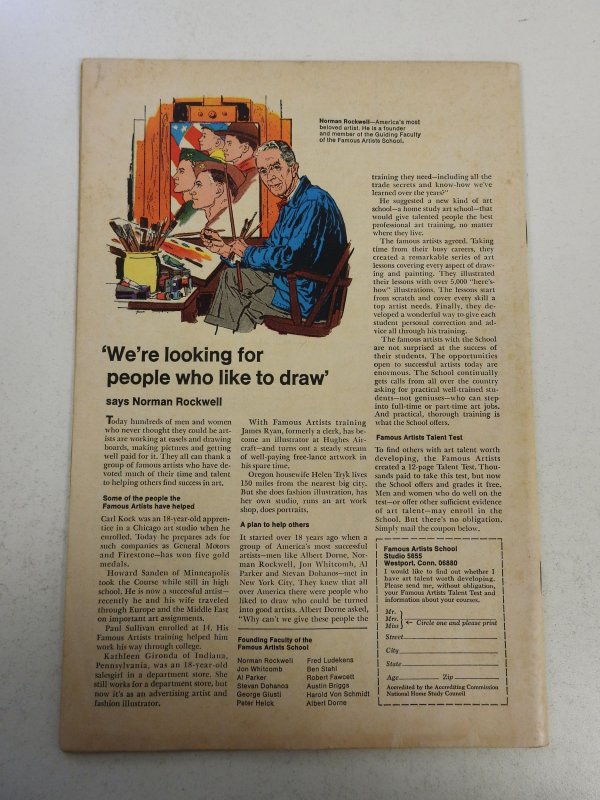 Norman Rockwell—America's most
beloved artist. He is a founder
and member of the Guiding Faculty
of the Famous Artists School.
'We're looking for
people who like to draw'
says Norman Rockwell
Today hundreds of men and women
who never thought they could be art-
ists are working at easels and drawing
boards, making pictures and getting
well paid for it. They all can thank a
group of famous artists who have de-
voted much of their time and talent
to helping others find success in art.
Some of the people the
Famous Artists have helped
Carl Kock was an 18-year-old appren-
tice in a Chicago art studio when he
enrolled. Today he prepares ads for
such companies as General Motors
and Firestone—has won five gold
medals.
Howard Sanden of Minneapolis
took the Course while still in high
school. He is now a successful artist—
recently he and his wife traveled
through Europe and the Middle East
on important art assignments.
Paul Sullivan enrolled at 14. His
Famous Artists training helped him
work his way through college.
Kathleen Gironda of Indiana,
Pennsylvania, was an 18-year-old
salesgirl in a department store. She
still works for a department store, but
now it's as an advertising artist and
fashion illustrator.
With Famous Artists training
James Ryan, formerly a clerk, has be-
come an illustrator at Hughes Air-
craft—and turns out a steady stream
of well-paying free-lance artwork in
his spare time.
Oregon housewife Helen Tryk lives
150 miles from the nearest big city.
But she does fashion illustration, has
her own studio, runs an art work-
shop, does portraits.
A plan to help others
It started over 18 years ago when a
group of America's most successful
artists—men like Albert Dorne, Nor-
man Rockwell, Jon Whitcomb, Al
Parker and Stevan Dohanos—met in
New York City. They knew that all
over America there were people who
liked to draw who could be turned
into good artists. Albert Dorne asked,
"Why can't we give these people the
Founding Faculty of the
Famous Artists School
Norman Rockwell
Jon Whitcomb
Al Parker
Stevan Dohanos
George Giusti
Peter Helck
Fred Ludekens
Ben Stahl
Robert Fawcett
Austin Briggs
Harold Von Schmidt
Albert Dorne
training they need—including all the
trade secrets and know-how we've
learned over the years?"
He suggested a new kind of art
school—a home study art school—that
would give talented people the best
professional art training, no matter
where they live.
The famous artists agreed. Taking
time from their busy careers, they
created a remarkable series of art
lessons covering every aspect of draw-
ing and painting. They illustrated
their lessons with over 5,000 "here's-
how" illustrations. The lessons start
from scratch and cover every skill a
top artist needs. Finally, they de-
veloped a wonderful way to give each
student personal correction and ad-
vice all through his training.
The famous artists with the School
are not surprised at the success of
their students. The opportunities
open to successful artists today are
enormous. The School continually
gets calls from all over the country
asking for practical well-trained stu-
dents—not geniuses—who can step
into full-time or part-time art jobs.
And practical, thorough training is
what the School offers.
Famous Artists Talent Test
To find others with art talent worth
developing, the Famous Artists
created a 12-page Talent Test. Thou-
sands paid to take this test, but now
the School offers and grades it free.
Men and women who do well on the
test—or offer other sufficient evidence
of art talent—may enroll in the
School. But there's no obligation.
Simply mail the coupon below.
Famous Artists School
Studio 5855
Westport, Conn. 06880
I would like to find out whether I
have art talent worth developing.
Please send me, without obligation,
your Famous Artists Talent Test and
information about your courses.
Mr.
Mrs.
Miss
Circle one and please print
Street
City
State
Age Zip
Accredited by the Accrediting Commission
National Home Study Council